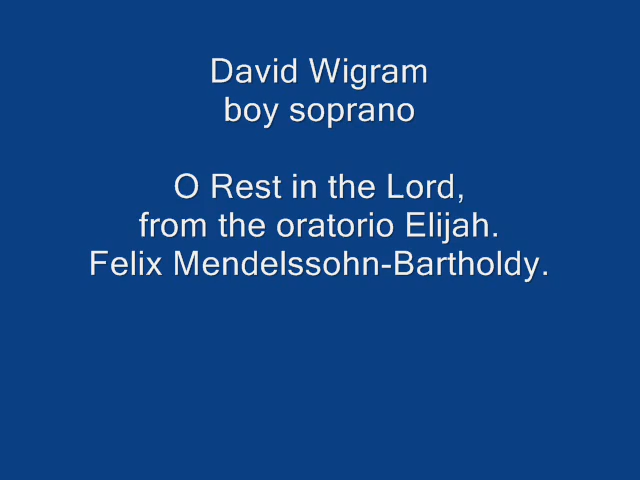 David Wigram
boy soprano
O Rest in the Lord,
from the oratorio Elijah.
Felix Mendelssohn-Bartholdy.